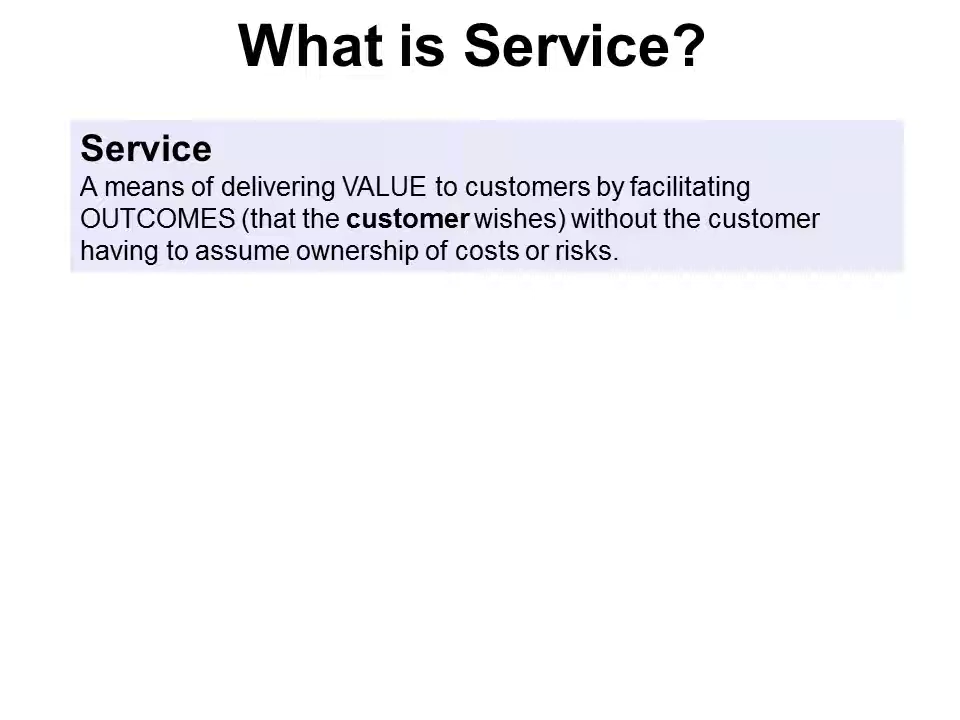 What is Service?
Service
A means of delivering VALUE to customers by facilitating
OUTCOMES (that the customer wishes) without the customer
having to assume ownership of costs or risks.